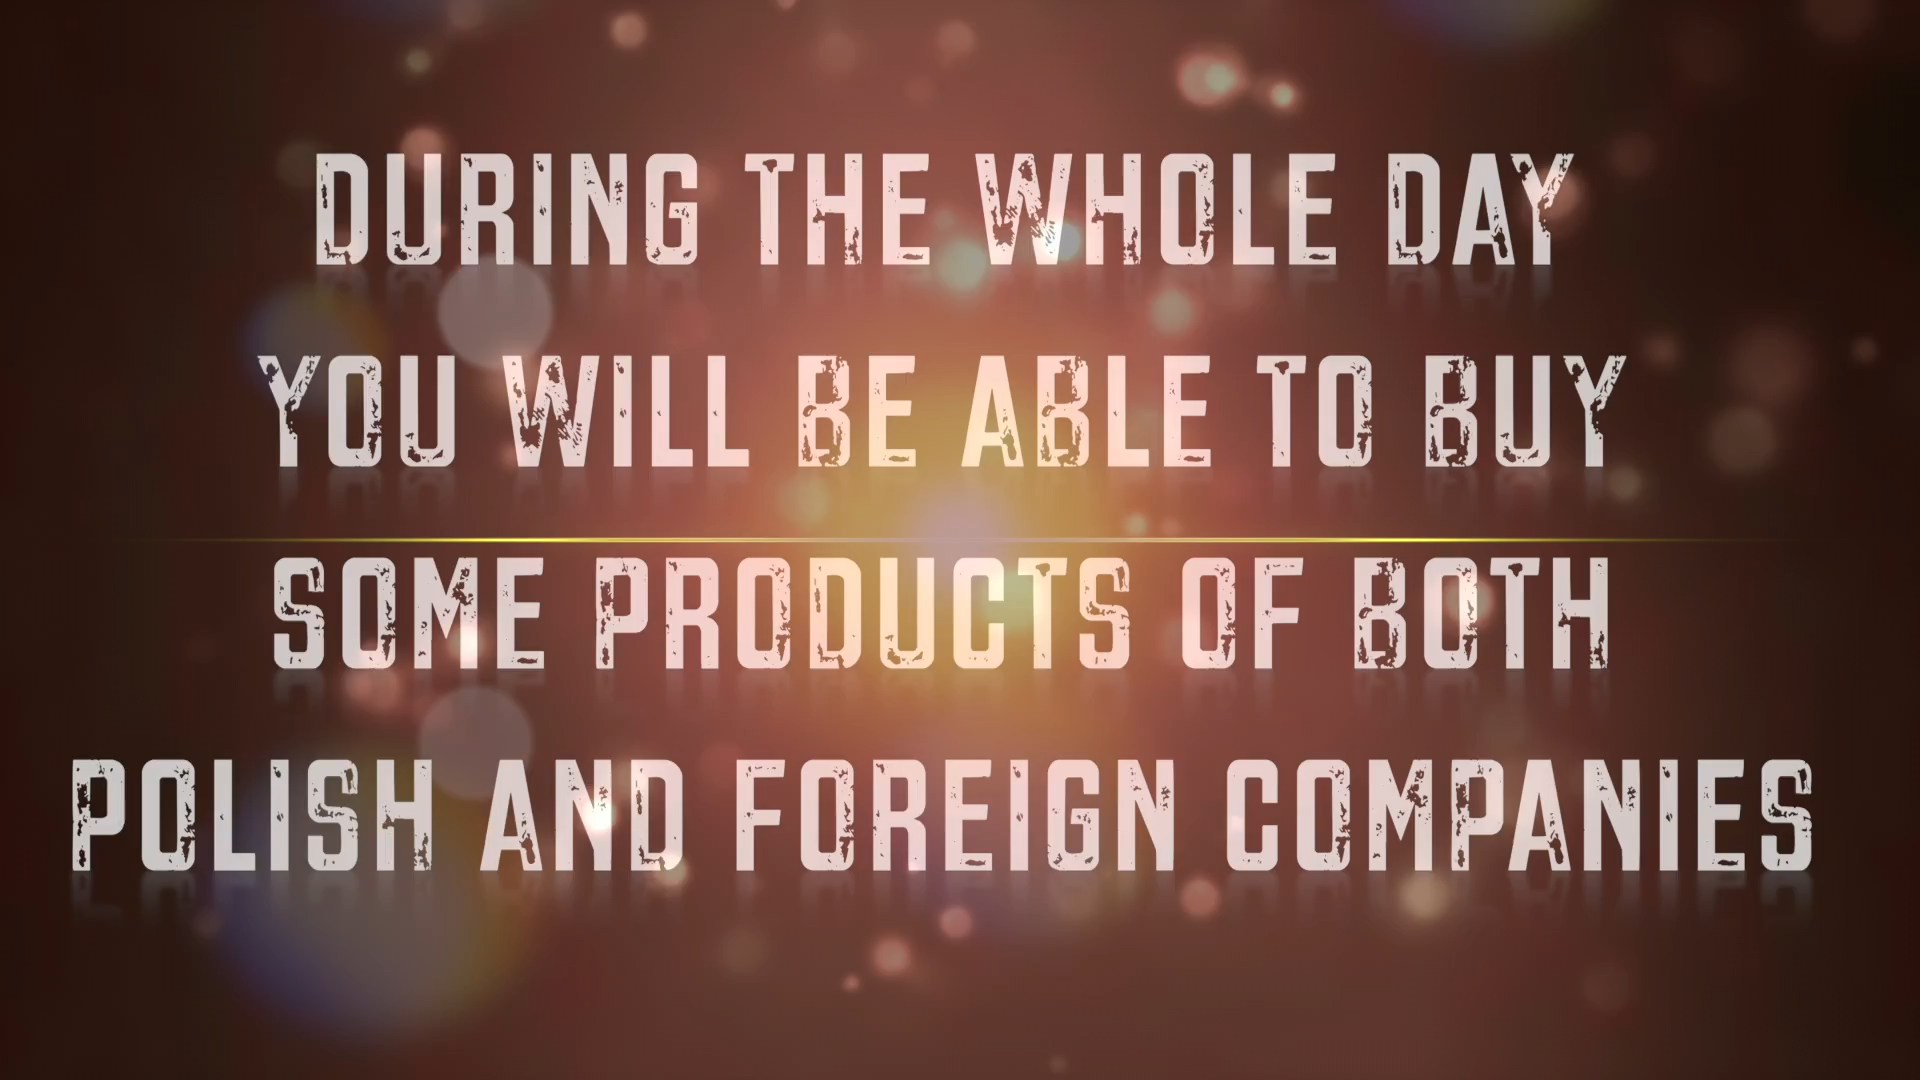 DURING THE WHOLE DAY
YOU WILL BE ABLE TO BUY
SOME PRODUCTS OF BOTH
POLISH AND FOREIGN COMPANIES